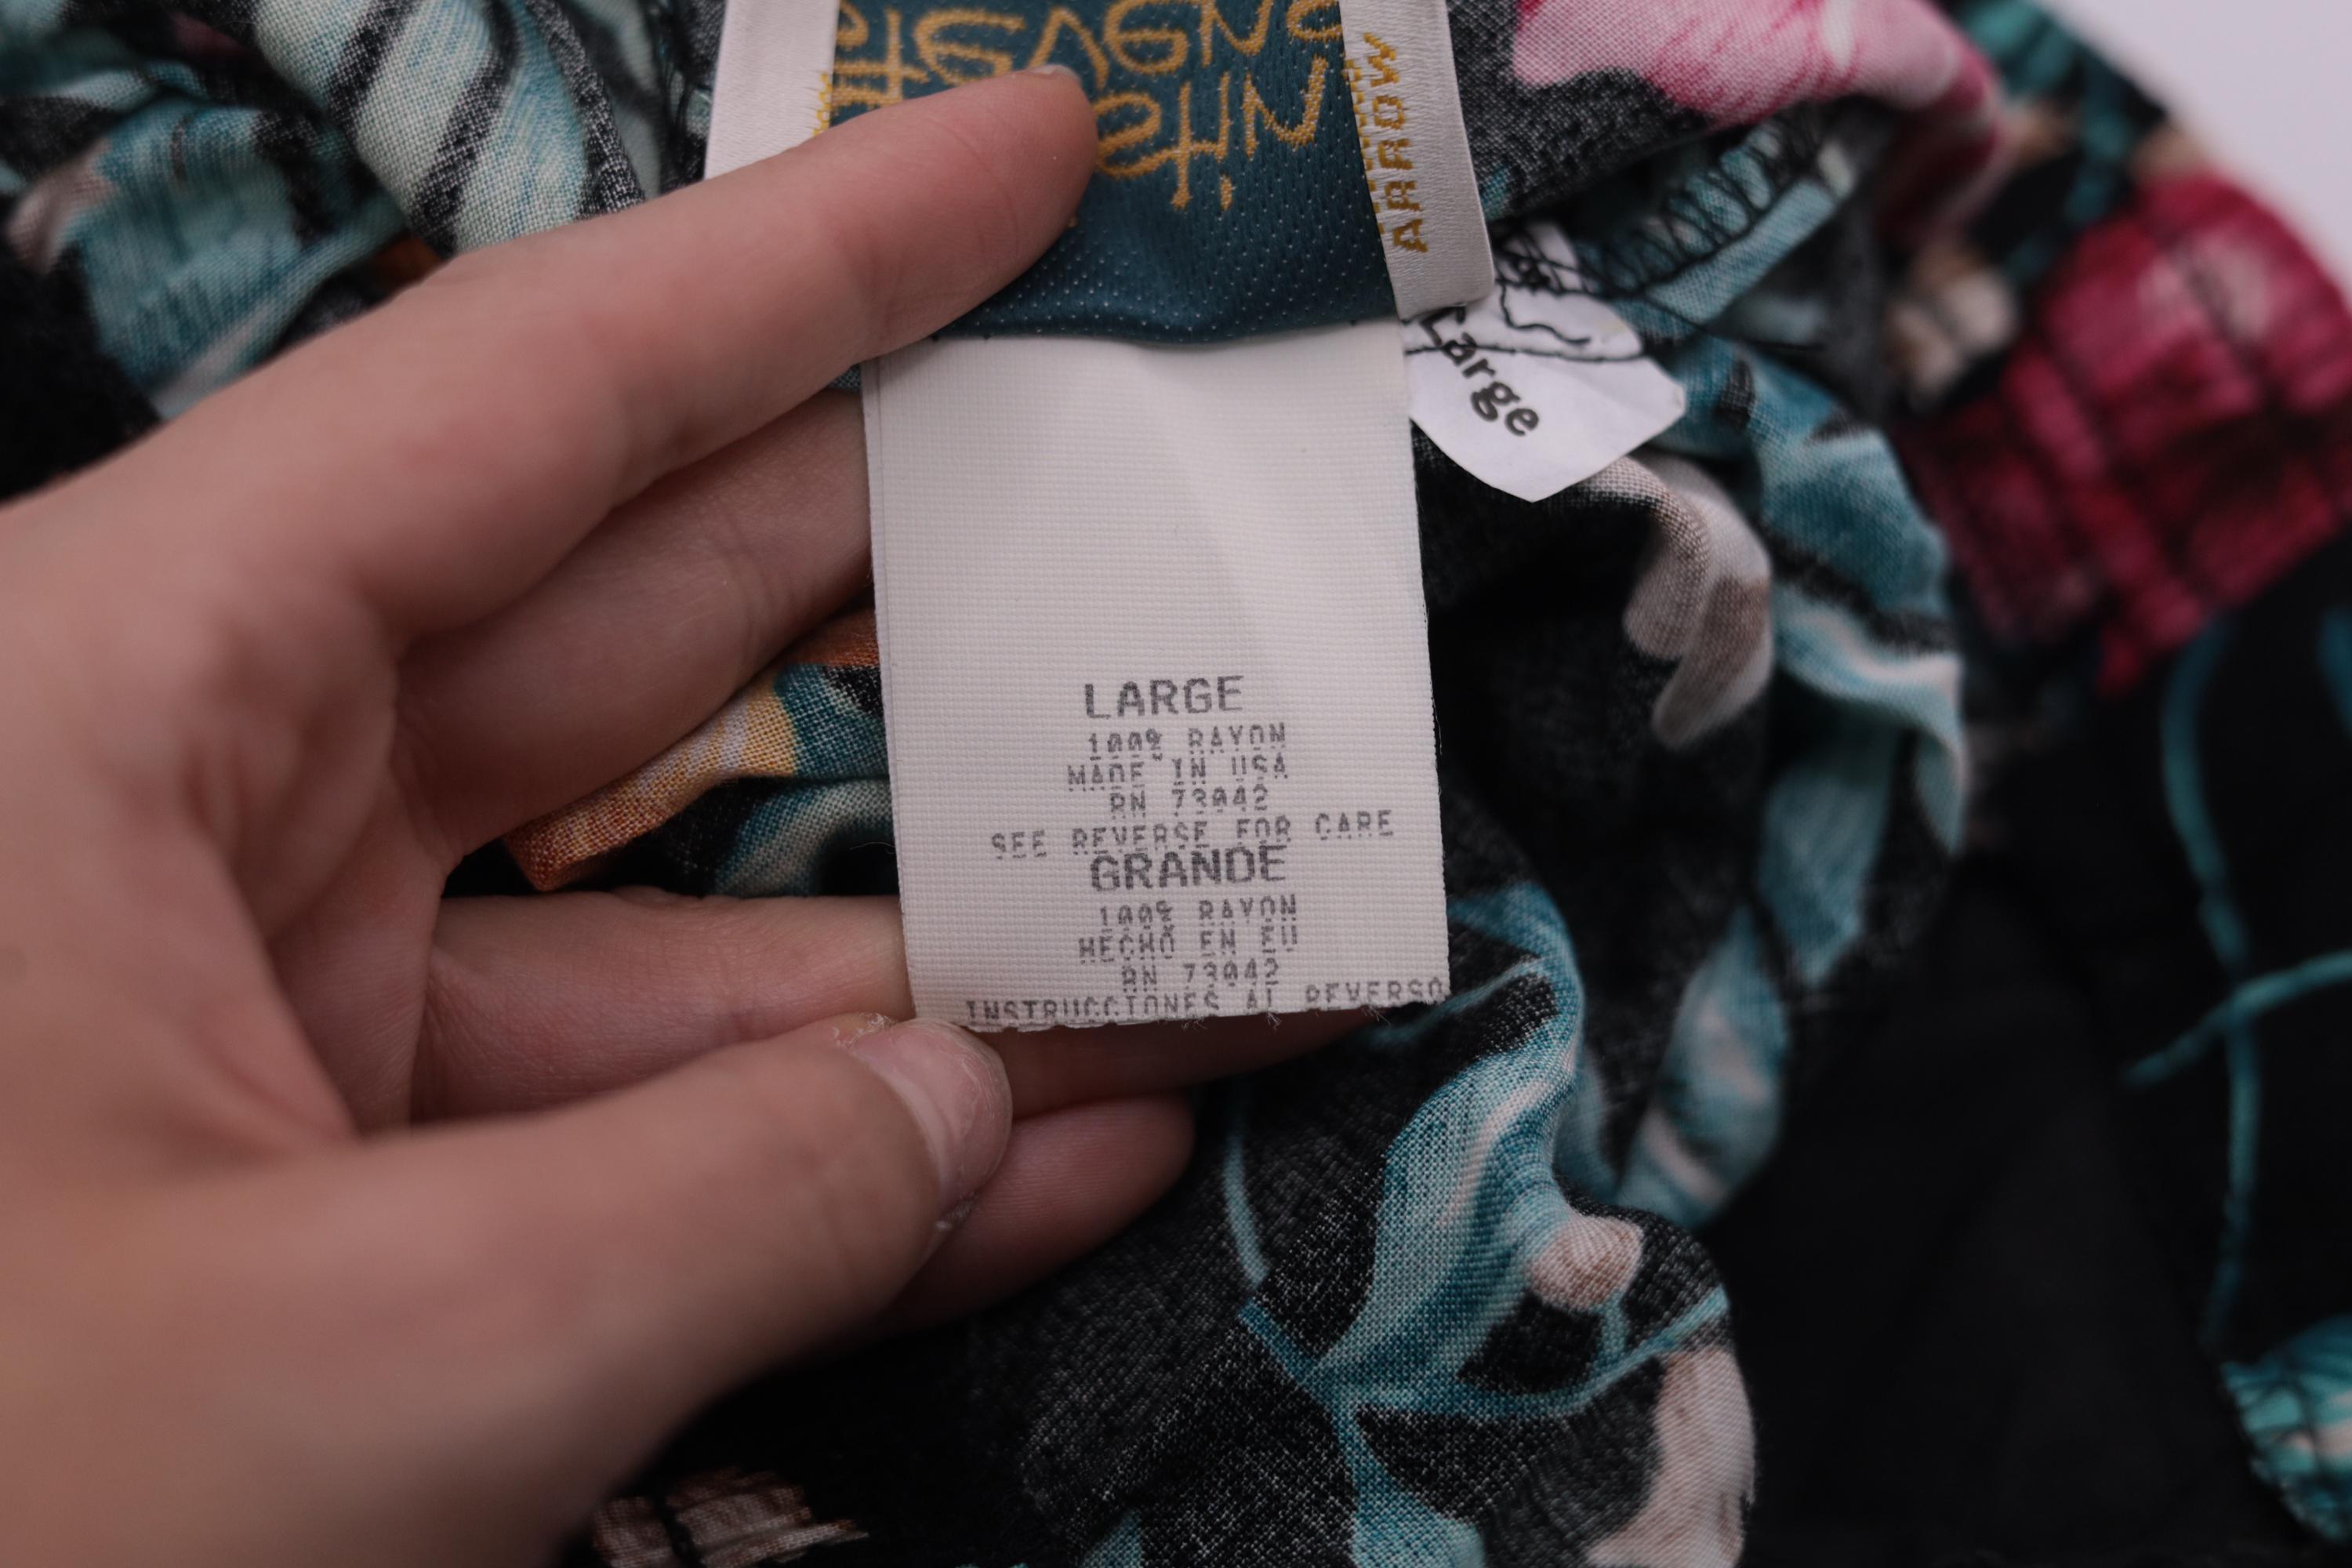 ARROW
Large
LARGE
100% RAYON
MADE IN USA
RN 73042
SEE REVERSE FOR CARE
GRANDE
100% RAYON
HECHO EN EU
RN 73042
INSTRUCCIONES AL REVERSO